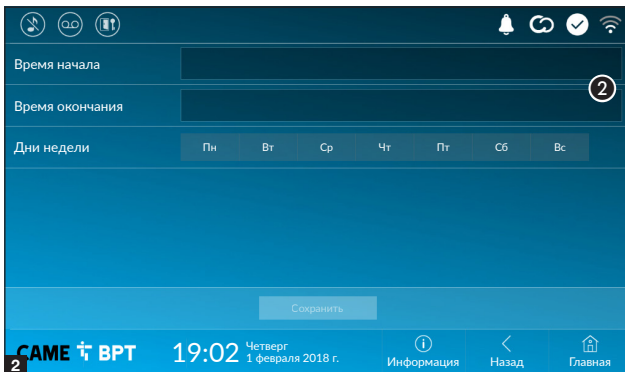 Время начала
2
Время окончания
Дни недели Пн Вт Ср Чт Пт Сб Вс
Сохранить
CAME BPT 19:02 Четверг
1 февраля 2018 г.
Информация Назад Главная
2